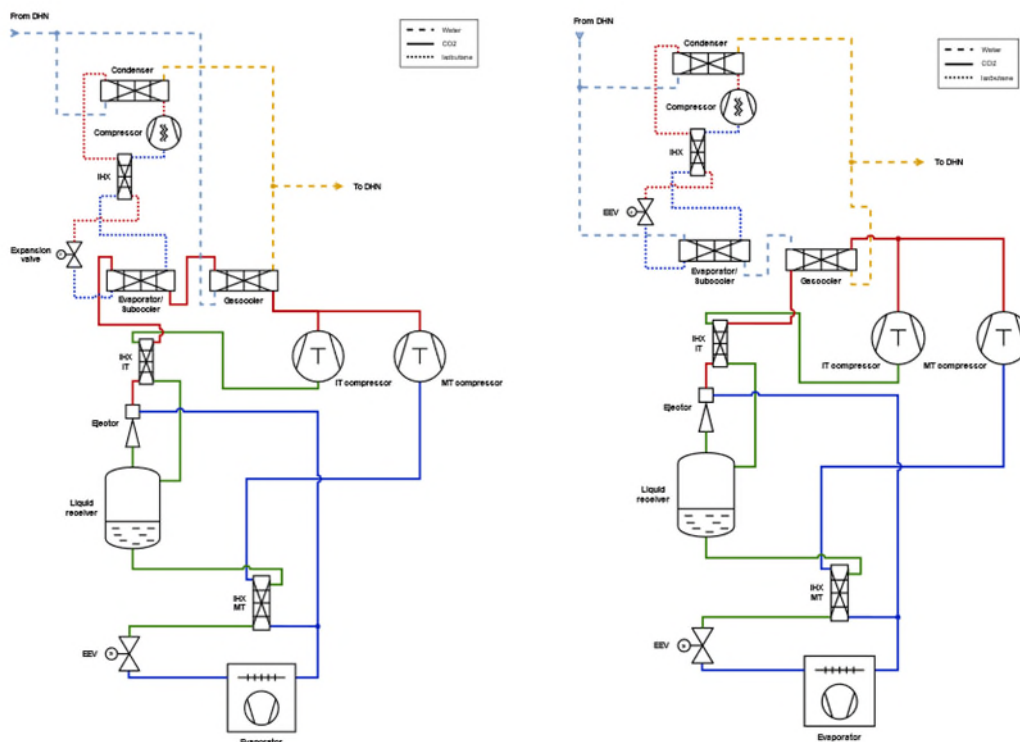 From DHN
Water
CO2
Isobutane
Condenser
Compressor
IHX
To DHN
Expansion
valve
Evaporator/
Subcooler
Gascooler
IHX
IT
IT compressor
MT compressor
Ejector
Liquid
receiver
IHX
MT
EEV
Evaporator
From DHN
Water
CO2
Isobutane
Condenser
Compressor
IHX
To DHN
EEV
Evaporator/
Subcooler
Gascooler
IHX
IT
IT compressor
MT compressor
Ejector
Liquid
receiver
IHX
MT
EEV
Evaporator